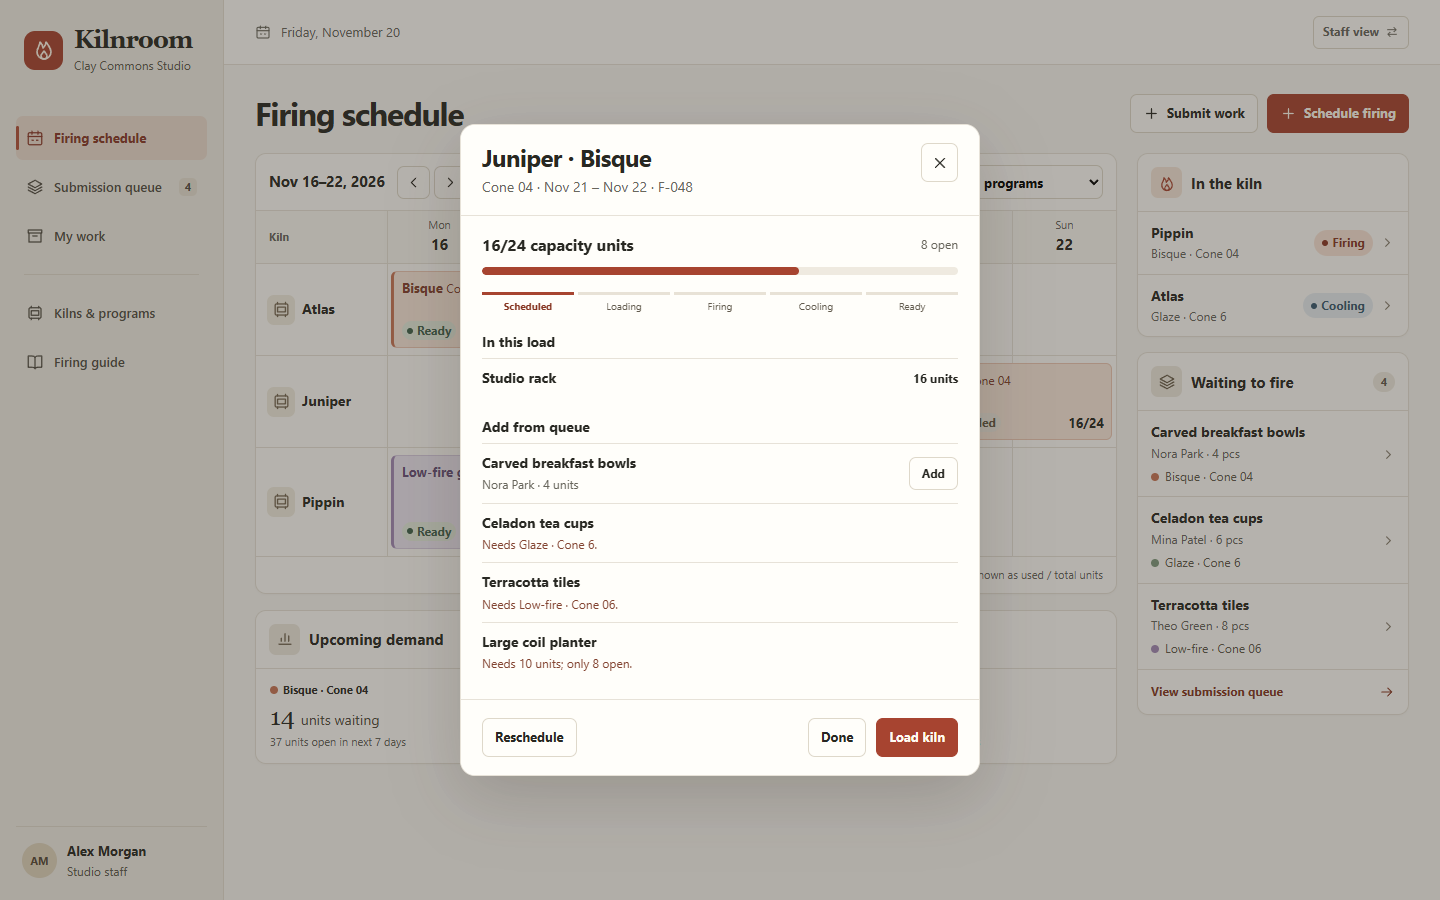 Kilnroom
Clay Commons Studio
Firing schedule
Submission queue 4
My work
Kilns & programs
Firing guide
AM
Alex Morgan
Studio staff
Friday, November 20
Staff view
Firing schedule
Submit work
Schedule firing
Nov 16–22, 2026
programs
Kiln
Mon
16
Sun
22
Atlas
Bisque Co
Ready
Juniper
ne 04
led
16/24
Pippin
Low-fire g
Ready
nown as used / total units
Upcoming demand
Bisque · Cone 04
14 units waiting
37 units open in next 7 days
Juniper · Bisque
Cone 04 · Nov 21 – Nov 22 · F-048
16/24 capacity units
8 open
Scheduled
Loading
Firing
Cooling
Ready
In this load
Studio rack
16 units
Add from queue
Carved breakfast bowls
Nora Park · 4 units
Add
Celadon tea cups
Needs Glaze · Cone 6.
Terracotta tiles
Needs Low-fire · Cone 06.
Large coil planter
Needs 10 units; only 8 open.
Reschedule
Done
Load kiln
In the kiln
Pippin
Bisque · Cone 04
Firing
Atlas
Glaze · Cone 6
Cooling
Waiting to fire
4
Carved breakfast bowls
Nora Park · 4 pcs
Bisque · Cone 04
Celadon tea cups
Mina Patel · 6 pcs
Glaze · Cone 6
Terracotta tiles
Theo Green · 8 pcs
Low-fire · Cone 06
View submission queue